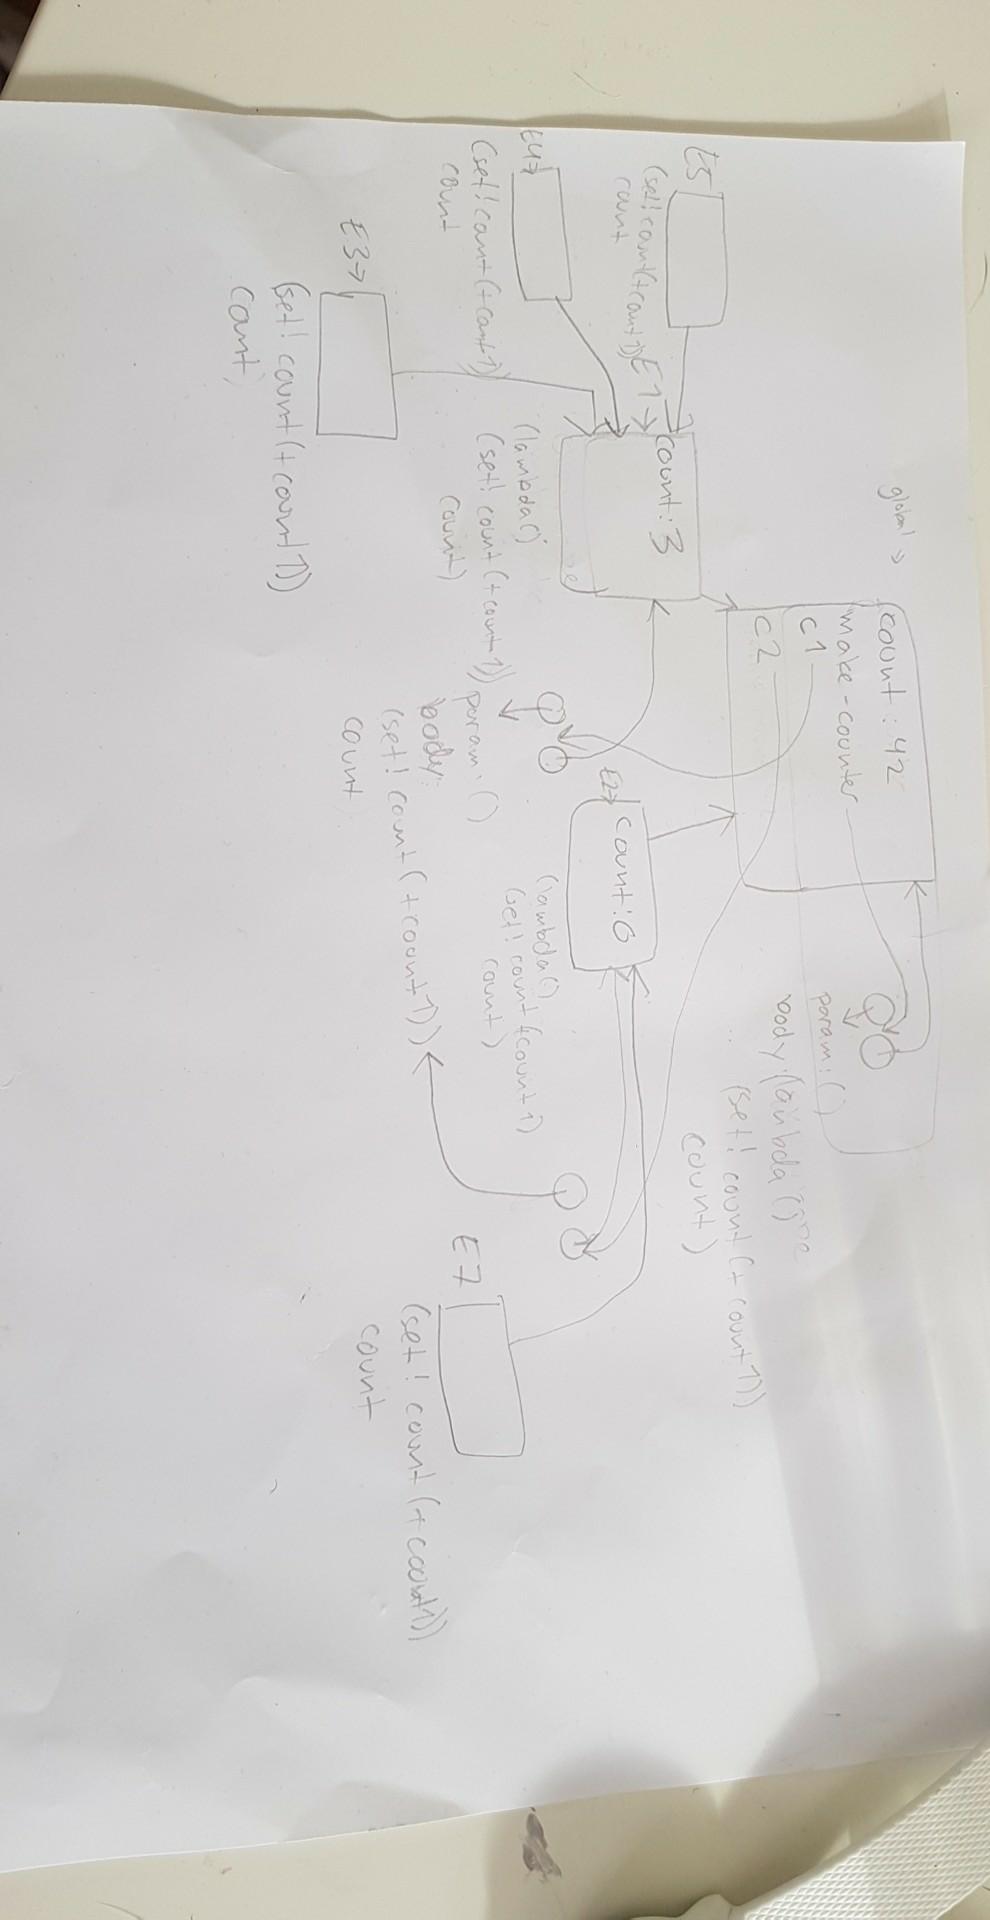 global >
count : 42
make-counter
c1
c2
param: ()
body: (lambda ()
(set! count (+ count 1))
count)
E5
(set! count (+ count 1))
count
E4→
(set! count (+ count 1))
count
E3→
(set! count (+ count 1))
count
E1→
count: 3
(lambda ()
(set! count (+ count 1))
count)
param: ()
body:
(set! count (+ count 1))
count
E2→
count: 0
(lambda ()
(set! count (+ count 1)
count)
E7
(set! count (+ count 1))
count